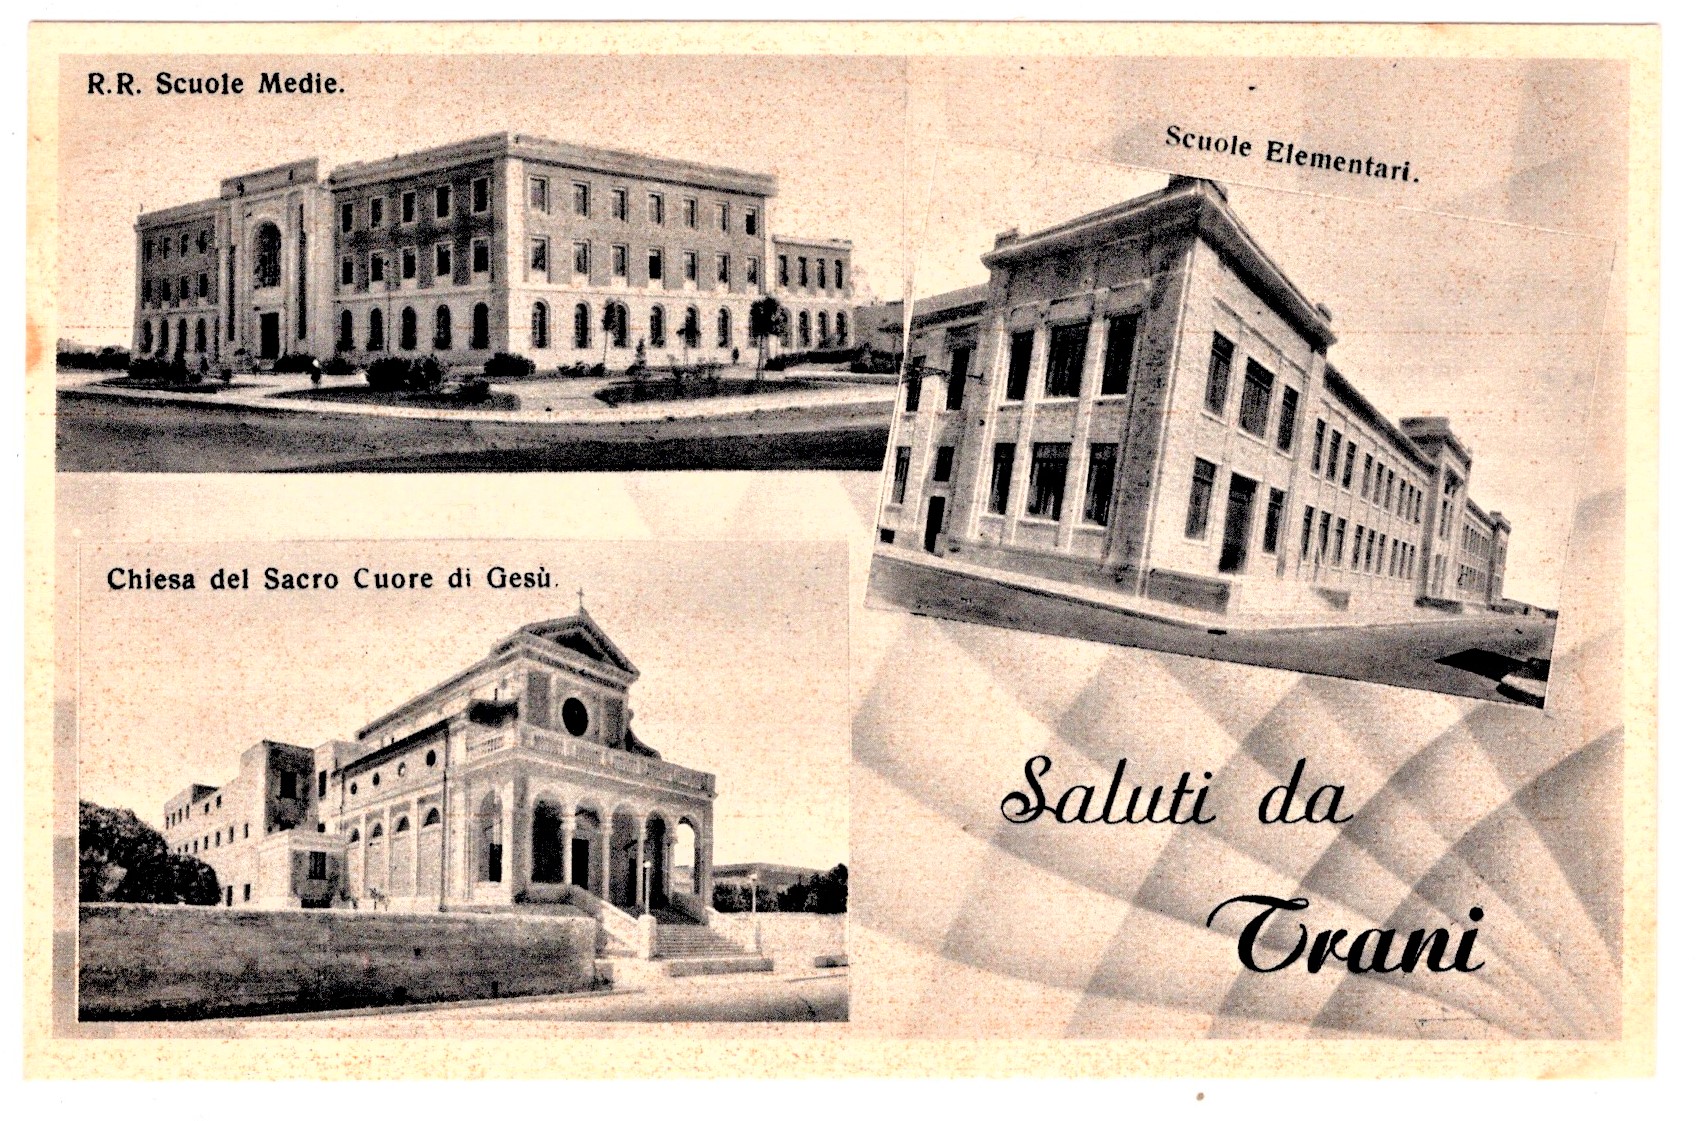 R.R. Scuole Medie.
Scuole Elementari.
Chiesa del Sacro Cuore di Gesù.
Saluti da
Trani